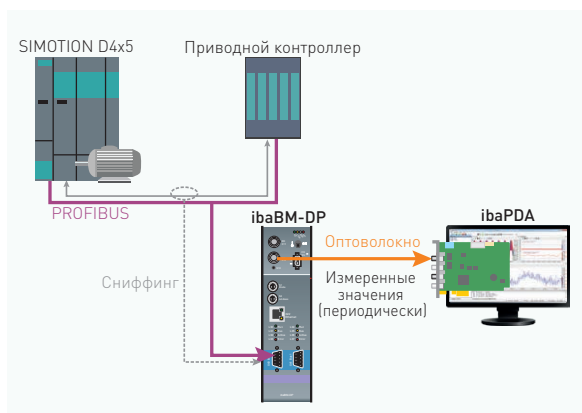 SIMOTION D4x5
Приводной контроллер
PROFIBUS
ibaBM-DP
ibaPDA
Оптоволокно
Сниффинг
Измеренные
значения
(периодически)